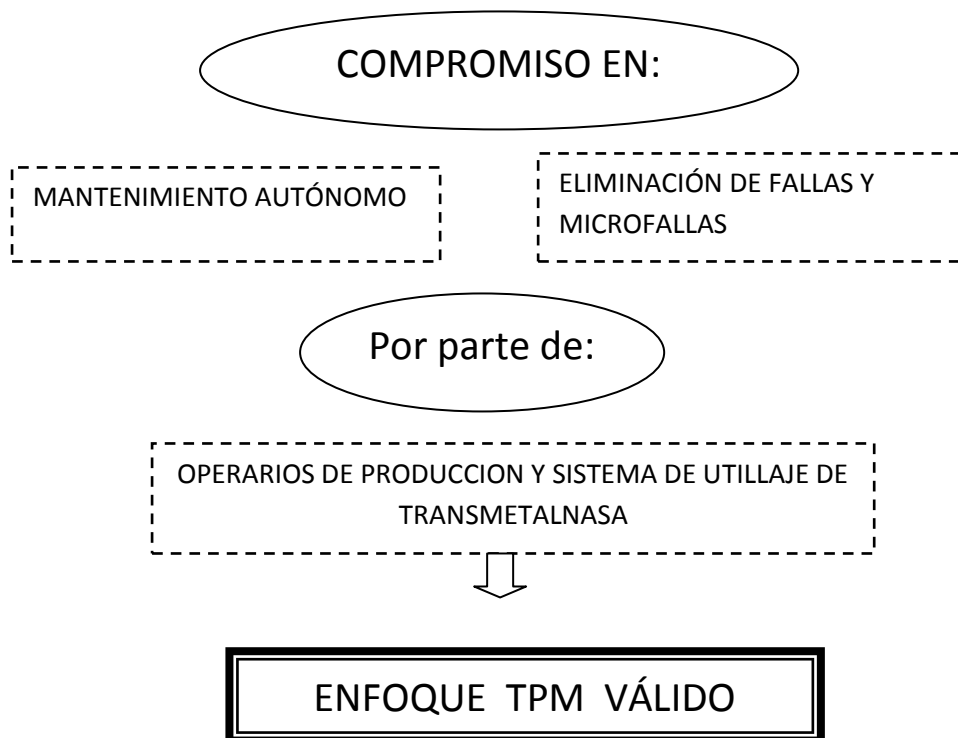 COMPROMISO EN:
MANTENIMIENTO AUTÓNOMO
ELIMINACIÓN DE FALLAS Y
MICROFALLAS
Por parte de:
OPERARIOS DE PRODUCCION Y SISTEMA DE UTILLAJE DE
TRANSMETALNASA
ENFOQUE TPM VÁLIDO